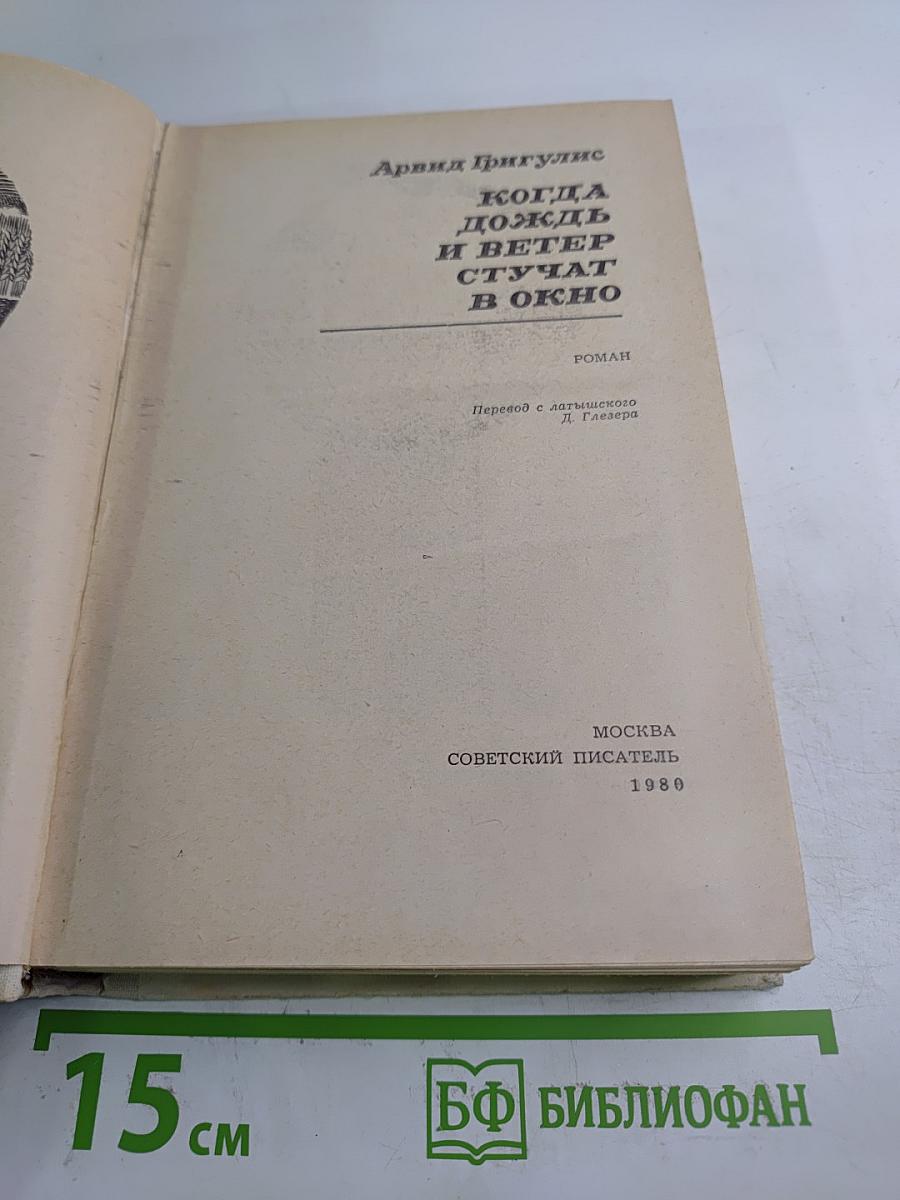 Арвид Григулис
КОГДА
ДОЖДЬ
И ВЕТЕР
СТУЧАТ
В ОКНО
РОМАН
Перевод с латышского
Д. Глезера
МОСКВА
СОВЕТСКИЙ ПИСАТЕЛЬ
1980
15 см
БФ БИБЛИОФАН